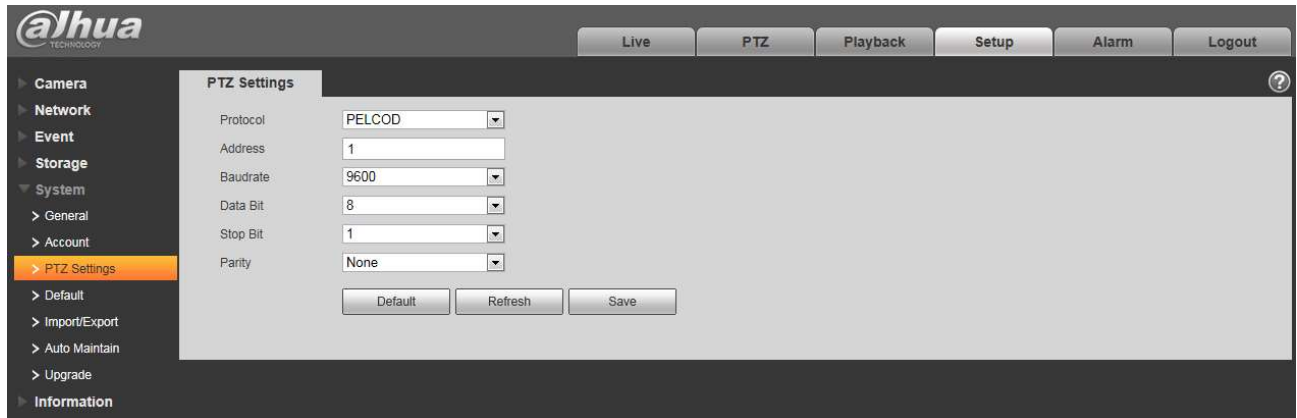 alhua
TECHNOLOGY
Live PTZ Playback Setup Alarm Logout
Camera
Network
Event
Storage
System
> General
> Account
> PTZ Settings
> Default
> Import/Export
> Auto Maintain
> Upgrade
Information
PTZ Settings
?
Protocol PELCOD
Address 1
Baudrate 9600
Data Bit 8
Stop Bit 1
Parity None
Default Refresh Save